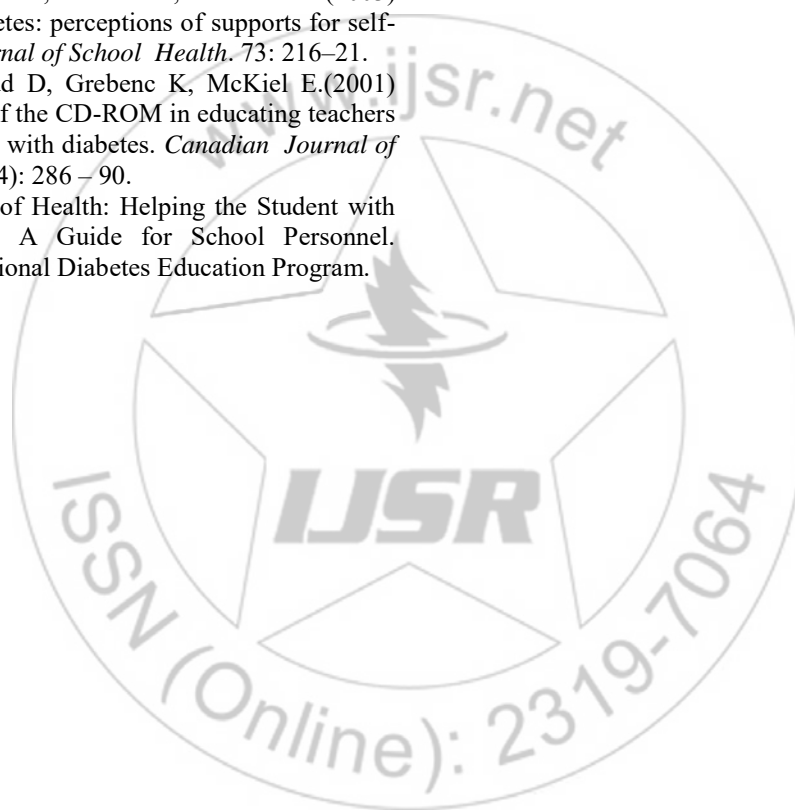 etes: perceptions of supports for self-
rnal of School Health. 73: 216–21.
d D, Grebenc K, McKiel E.(2001)
f the CD-ROM in educating teachers
with diabetes. Canadian Journal of
4): 286 – 90.
of Health: Helping the Student with
A Guide for School Personnel.
ional Diabetes Education Program.
www.ijsr.net
IJSR
ISSN (Online): 2319-7064